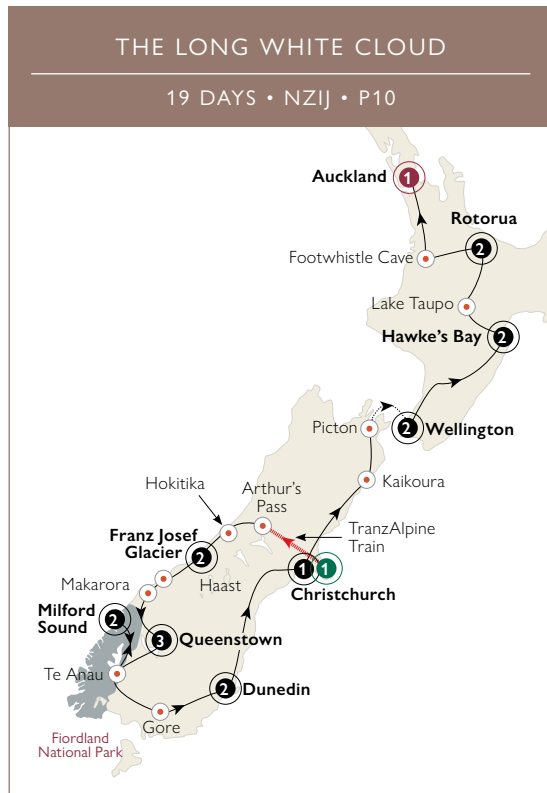 THE LONG WHITE CLOUD
19 DAYS • NZIJ • P10
Auckland
1
Rotorua
2
Footwhistle Cave
Lake Taupo
Hawke's Bay
2
Picton
2
Wellington
Kaikoura
Hokitika
Arthur's
Pass
TranzAlpine
Train
Franz Josef
Glacier
2
1
1
Christchurch
Haast
Makarora
Milford
Sound
2
3
Queenstown
Te Anau
2
Dunedin
Gore
Fiordland
National Park